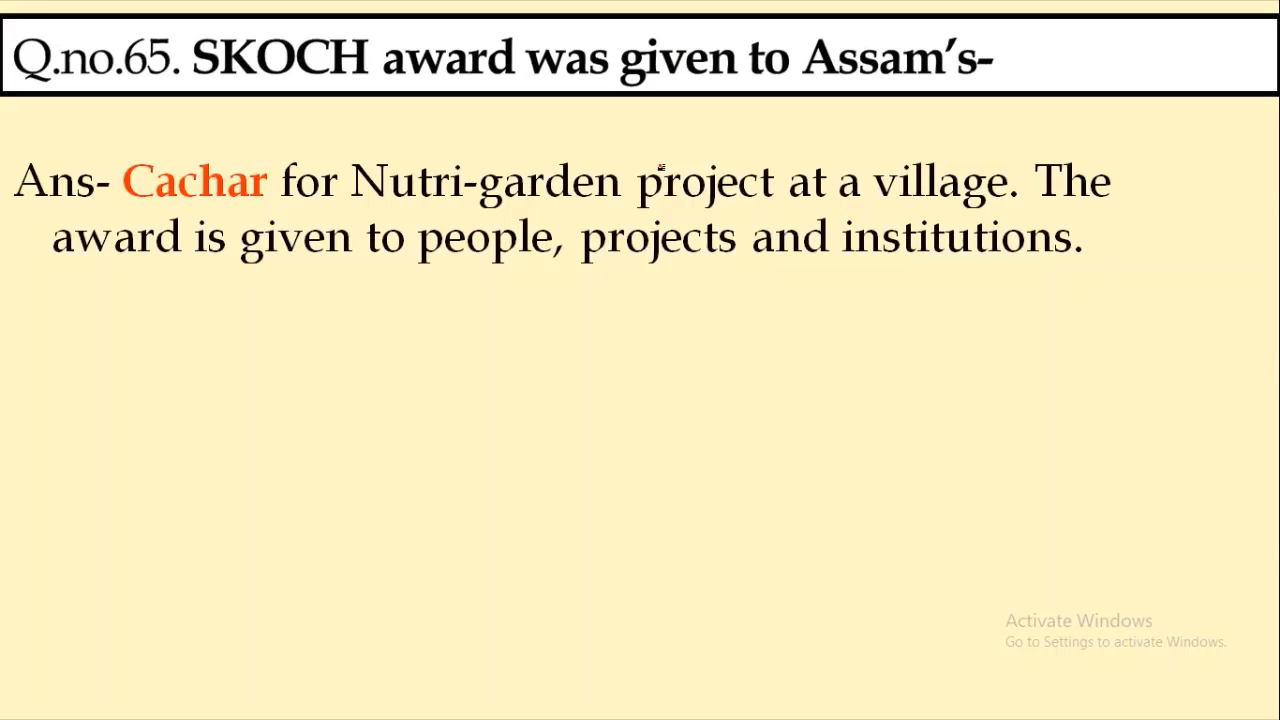 Q.no.65. SKOCH award was given to Assam’s-
Ans- Cachar for Nutri-garden project at a village. The
award is given to people, projects and institutions.
Activate Windows
Go to Settings to activate Windows.